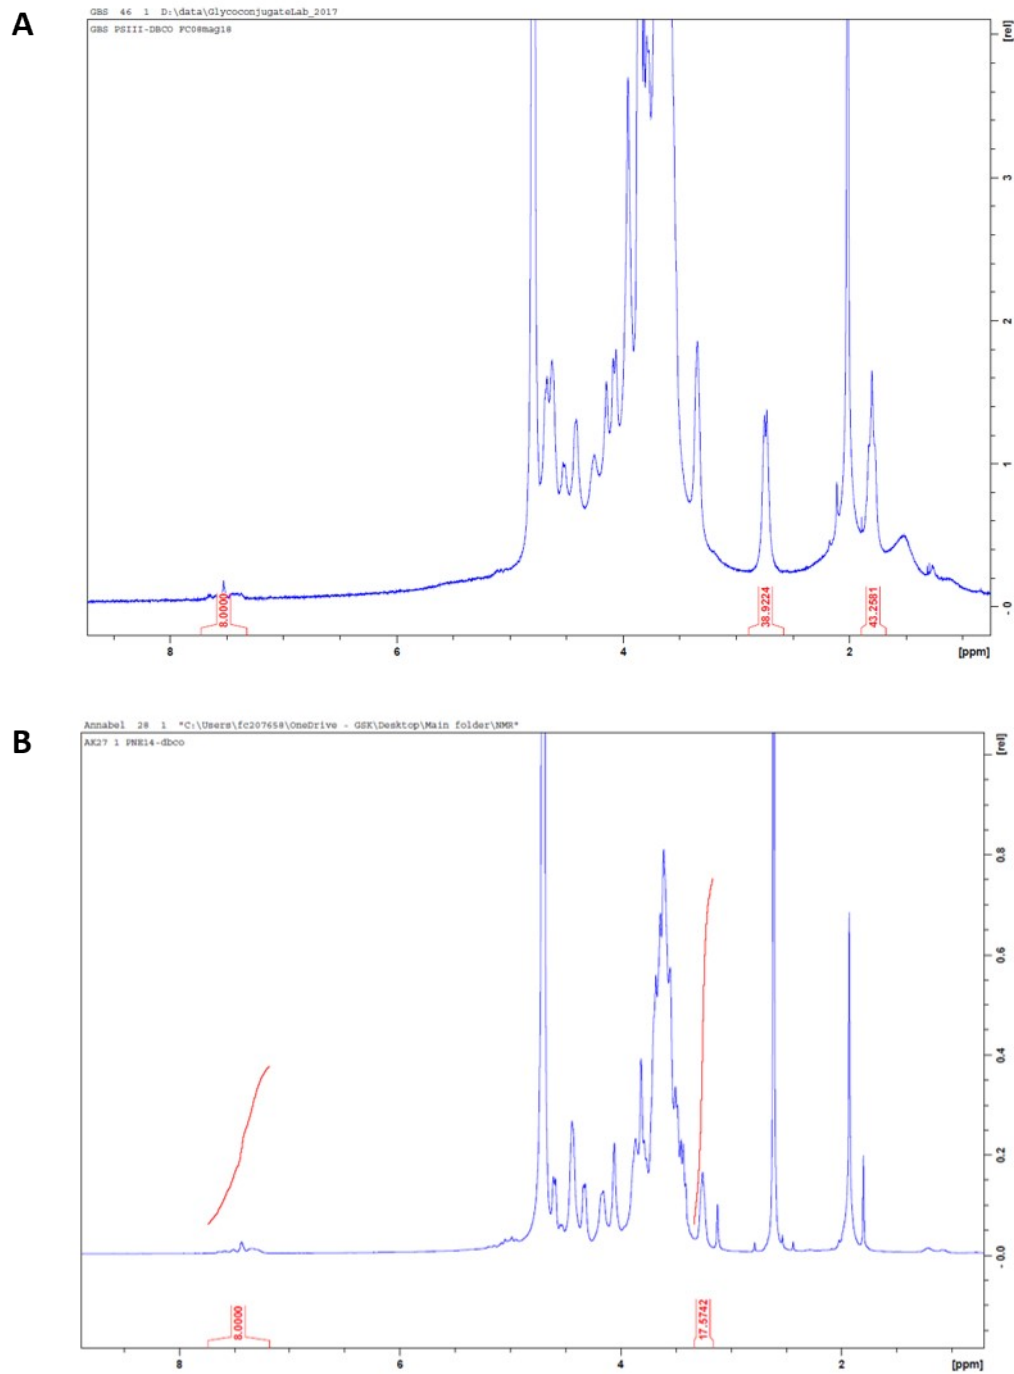 A
GBS 46 1 D:\data\GlycoconjugateLab_2017
GBS PSIII-DBCO FC08mag18
[rel]
3
2
1
0
8.0000
38.9224
43.2581
8
6
4
2
[ppm]
B
Annabel 28 1 "C:\Users\fc207658\OneDrive - GSK\Desktop\Main folder\NMR"
AK27 1 PNE14-dbco
[rel]
0.8
0.6
0.4
0.2
0.0
8.0000
17.5742
8
6
4
2
[ppm]